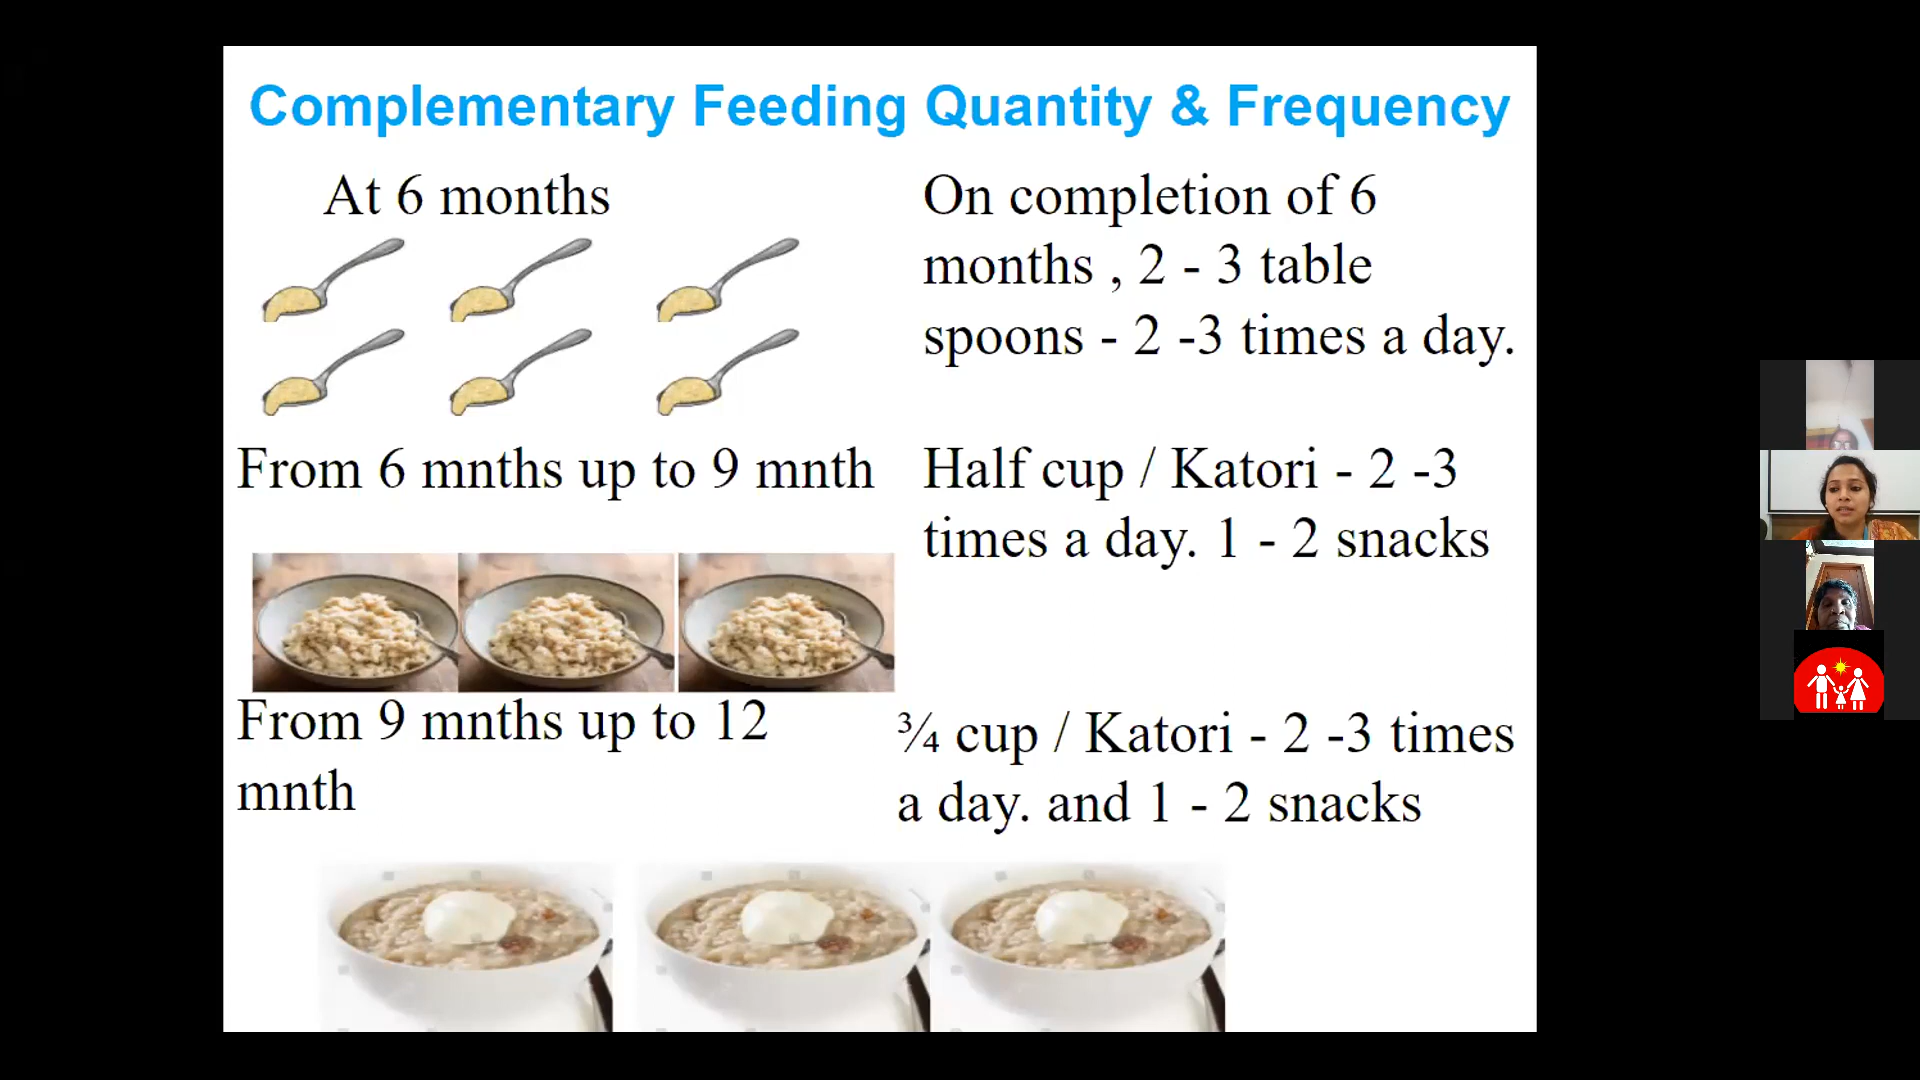 Complementary Feeding Quantity & Frequency
At 6 months
On completion of 6
months , 2 - 3 table
spoons - 2 -3 times a day.
From 6 mnths up to 9 mnth
Half cup / Katori - 2 -3
times a day. 1 - 2 snacks
From 9 mnths up to 12
mnth
¾ cup / Katori - 2 -3 times
a day. and 1 - 2 snacks